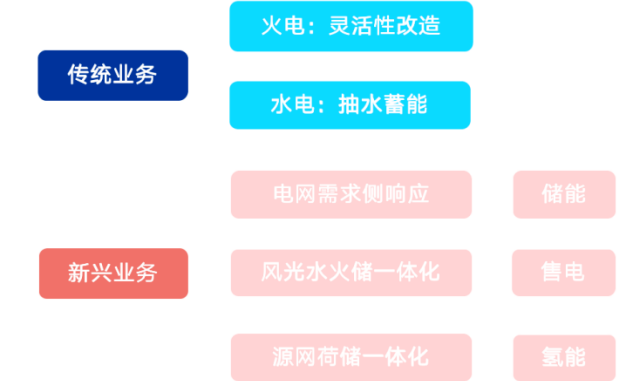 火电：灵活性改造
传统业务
水电：抽水蓄能
电网需求侧响应
储能
新兴业务
风光水火储一体化
售电
源网荷储一体化
氢能